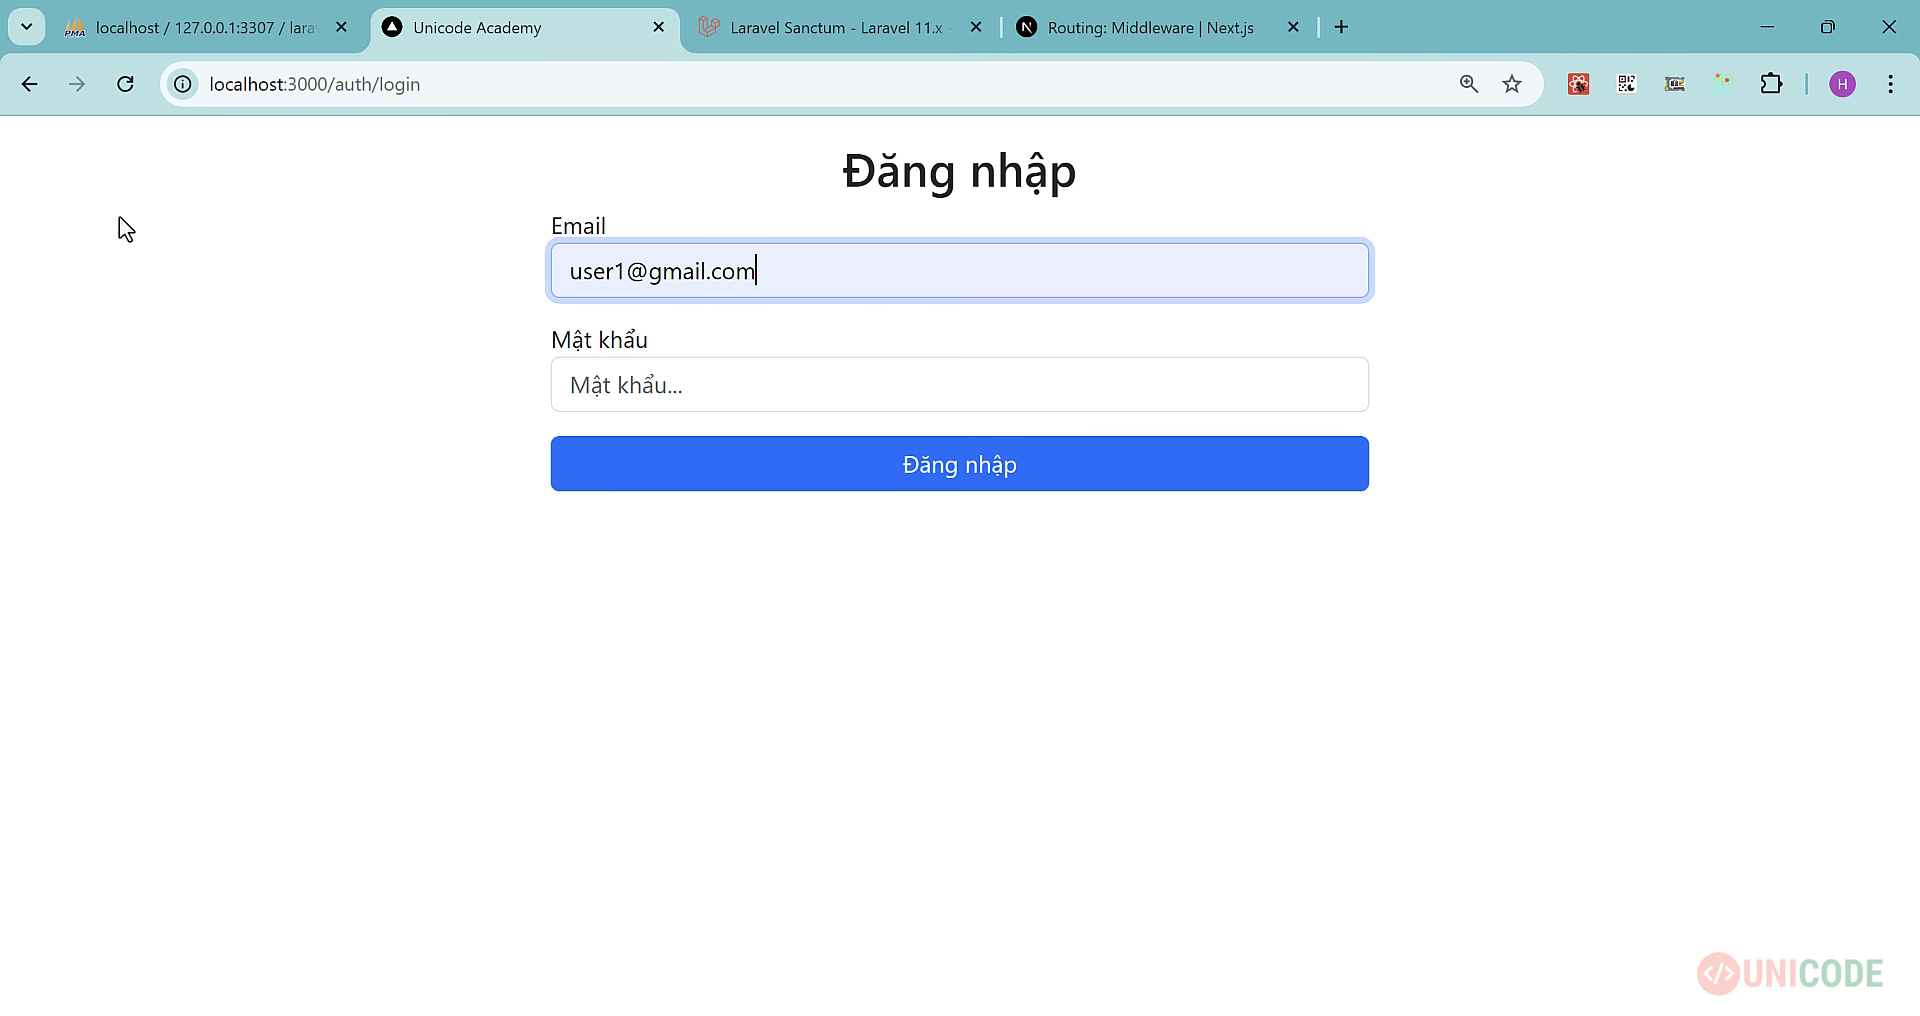 localhost / 127.0.0.1:3307 / lara
Unicode Academy
Laravel Sanctum - Laravel 11.x -
Routing: Middleware | Next.js
localhost:3000/auth/login
H
Đăng nhập
Email
user1@gmail.com
Mật khẩu
Mật khẩu...
Đăng nhập
UNICODE